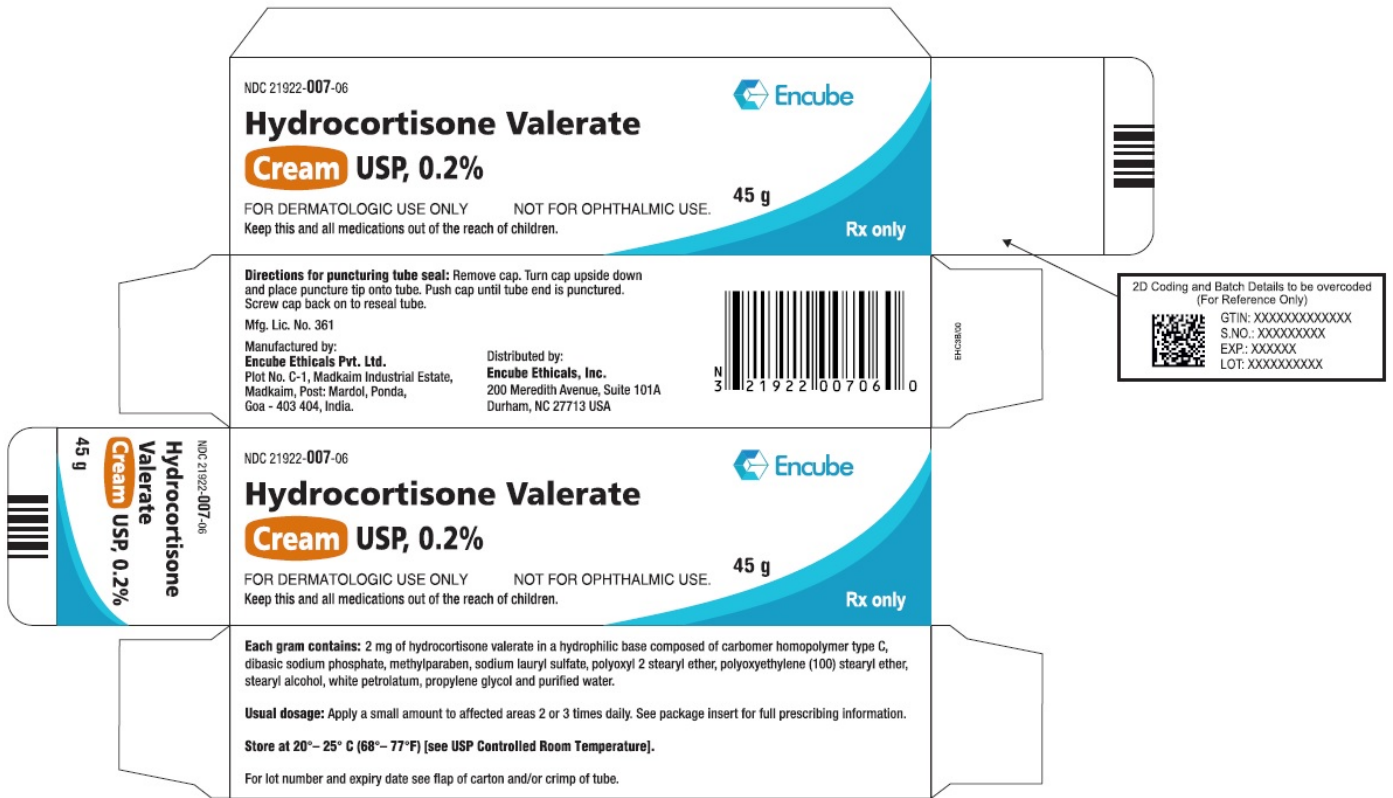 NDC 21922-007-06
Encube
Hydrocortisone Valerate
Cream USP, 0.2%
45 g
FOR DERMATOLOGIC USE ONLY NOT FOR OPHTHALMIC USE.
Keep this and all medications out of the reach of children.
Rx only
2D Coding and Batch Details to be overcoded
(For Reference Only)
GTIN: XXXXXXXXXXXXX
S.NO.: XXXXXXXXX
EXP.: XXXXXX
LOT: XXXXXXXXXX
Directions for puncturing tube seal: Remove cap. Turn cap upside down
and place puncture tip onto tube. Push cap until tube end is punctured.
Screw cap back on to reseal tube.
Mfg. Lic. No. 361
Manufactured by:
Encube Ethicals Pvt. Ltd.
Plot No. C-1, Madkaim Industrial Estate,
Madkaim, Post: Mardol, Ponda,
Goa - 403 404, India.
Distributed by:
Encube Ethicals, Inc.
200 Meredith Avenue, Suite 101A
Durham, NC 27713 USA
N
3 21922 00706 0
EHC3B/00
NDC 21922-007-06
Hydrocortisone
Valerate
Cream USP, 0.2%
45 g
NDC 21922-007-06
Encube
Hydrocortisone Valerate
Cream USP, 0.2%
45 g
FOR DERMATOLOGIC USE ONLY NOT FOR OPHTHALMIC USE.
Keep this and all medications out of the reach of children.
Rx only
Each gram contains: 2 mg of hydrocortisone valerate in a hydrophilic base composed of carbomer homopolymer type C,
dibasic sodium phosphate, methylparaben, sodium lauryl sulfate, polyoxyl 2 stearyl ether, polyoxyethylene (100) stearyl ether,
stearyl alcohol, white petrolatum, propylene glycol and purified water.
Usual dosage: Apply a small amount to affected areas 2 or 3 times daily. See package insert for full prescribing information.
Store at 20°– 25° C (68°– 77°F) [see USP Controlled Room Temperature].
For lot number and expiry date see flap of carton and/or crimp of tube.